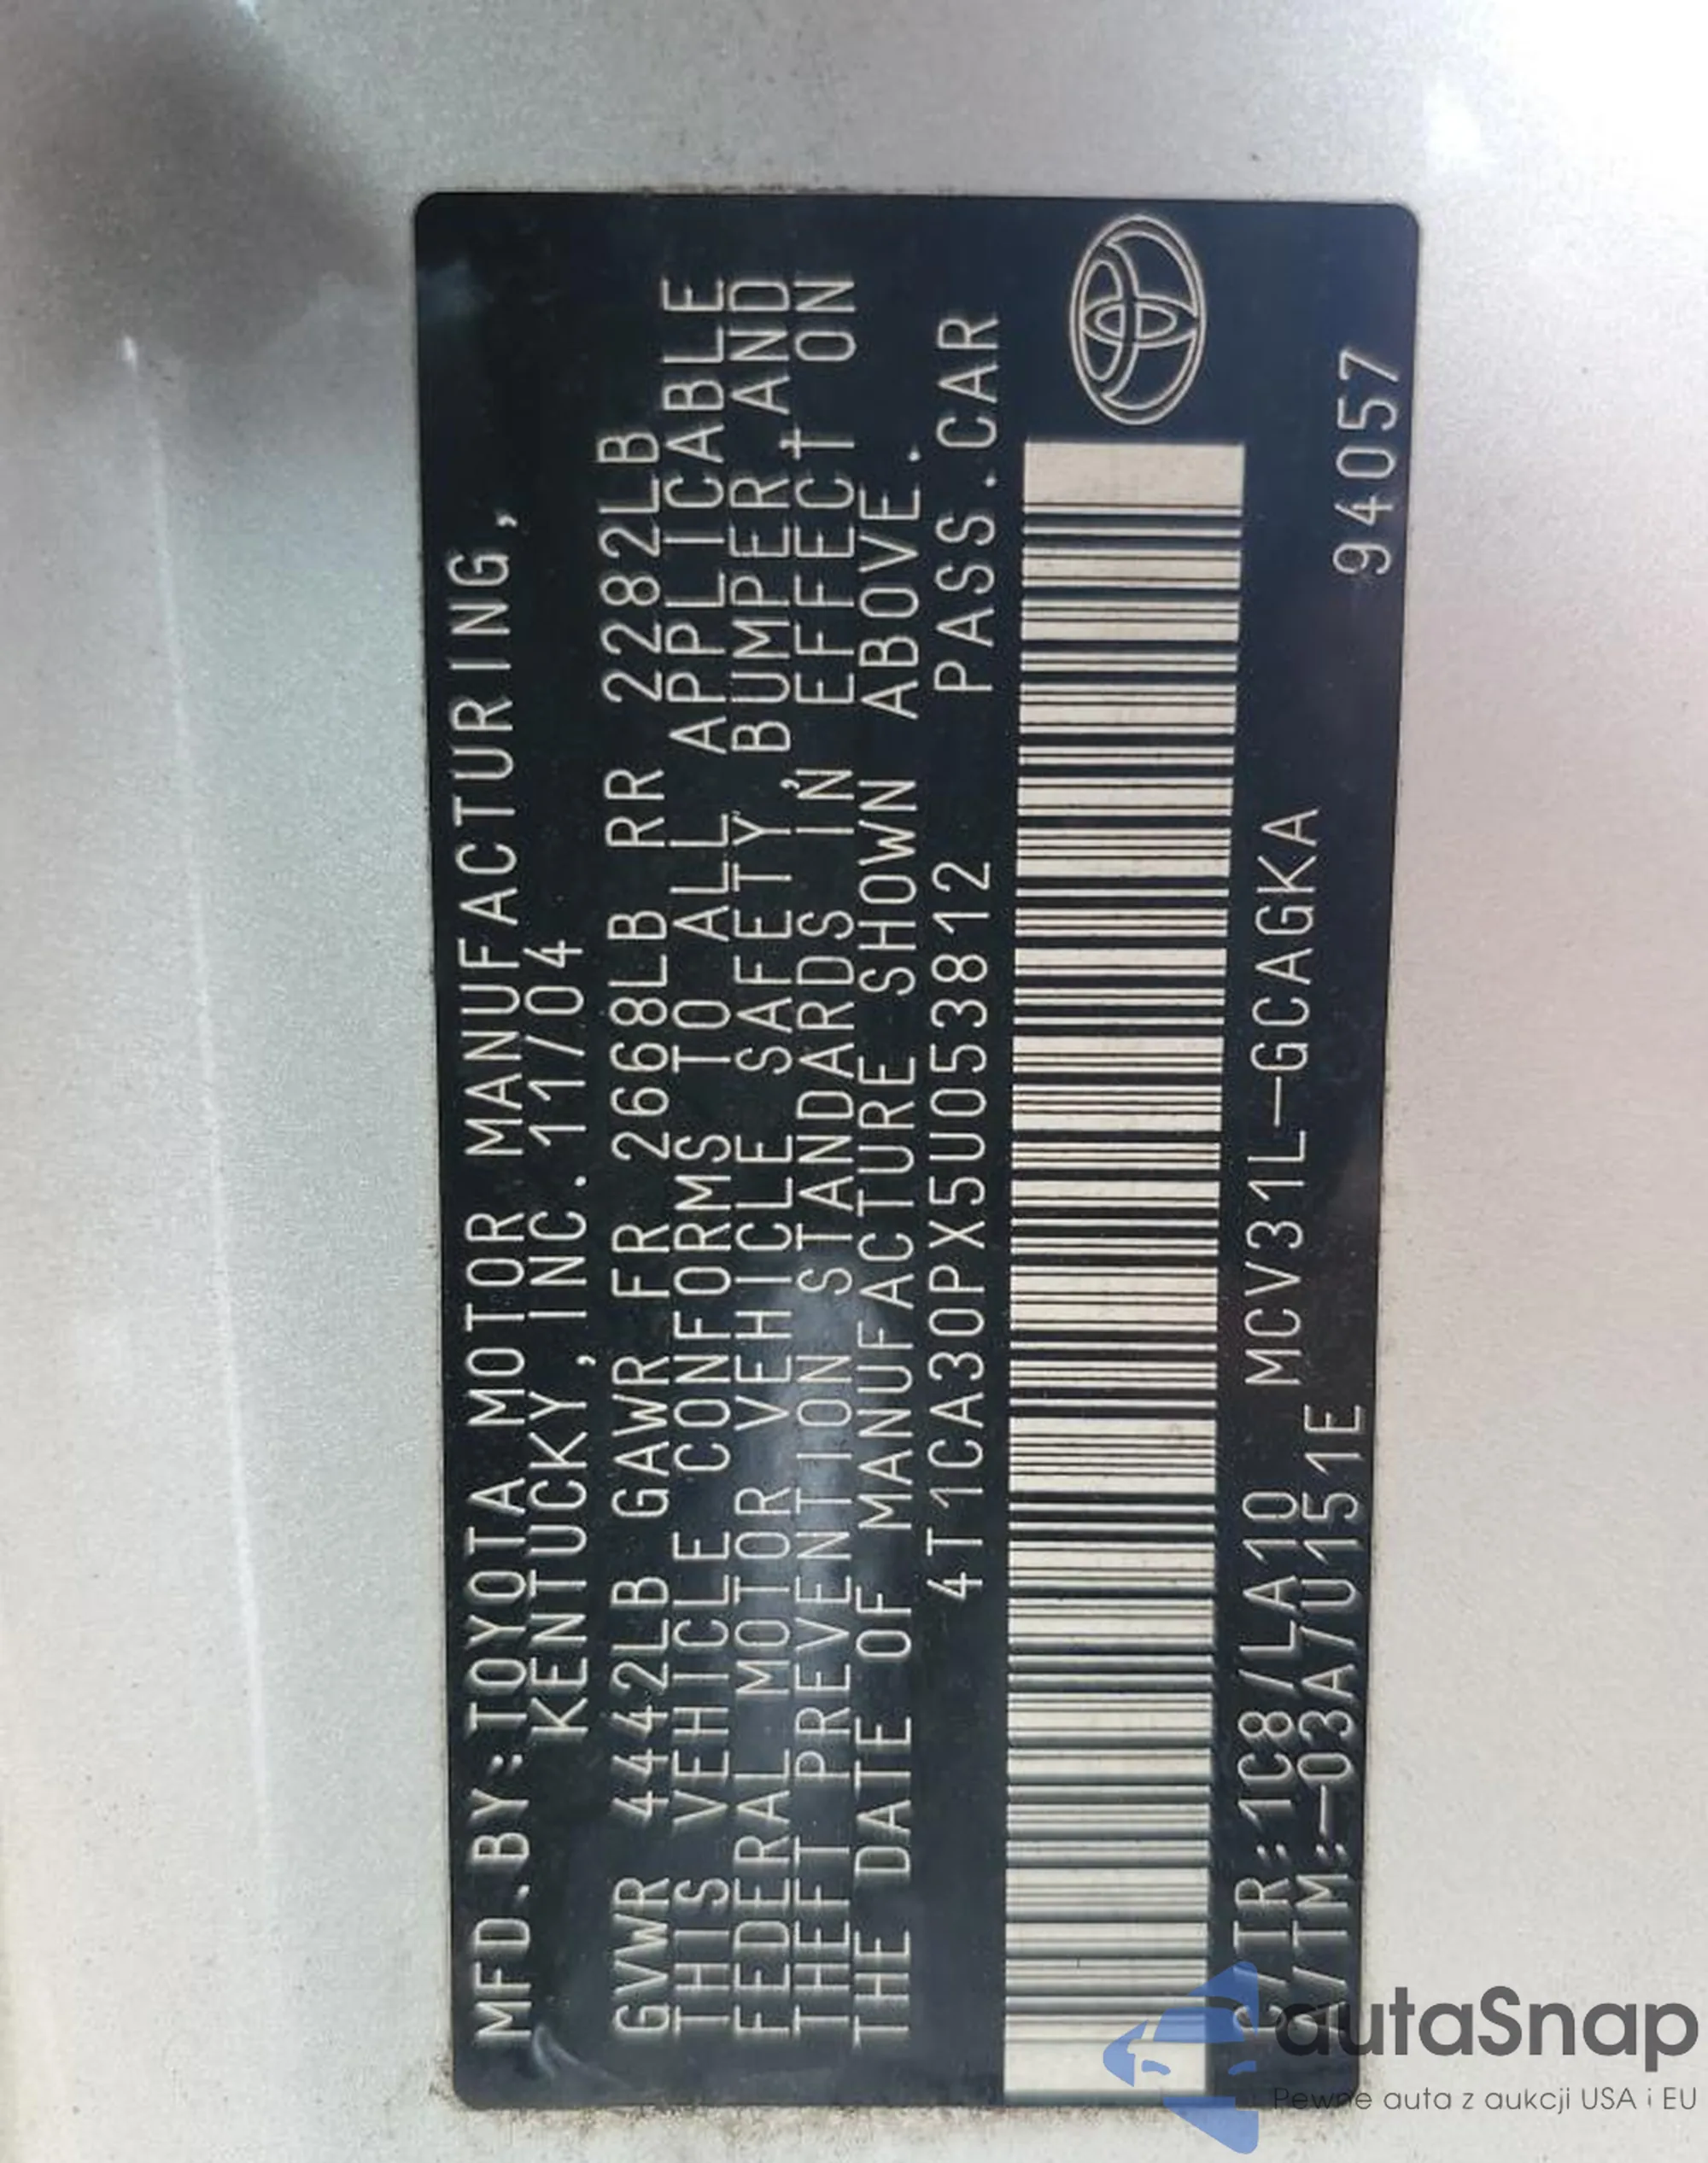 MFD.BY:TOYOTA MOTOR MANUFACTURING,
KENTUCKY, INC. 11/04
GVWR 4442LB GAWR FR 2668LB RR 2282LB
THIS VEHICLE CONFORMS TO ALL APPLICABLE
FEDERAL MOTOR VEHICLE SAFETY, BUMPER, AND
THEFT PREVENTION STANDARDS IN EFFECT ON
THE DATE OF MANUFACTURE SHOWN ABOVE.
4T1CA30PX5U053812 PASS.CAR
C/TR:1C8/LA10 MCV31L-GCAGKA
A/TM:-03A/U151E 94057
autaSnap
Pewne auta z aukcji USA i EU